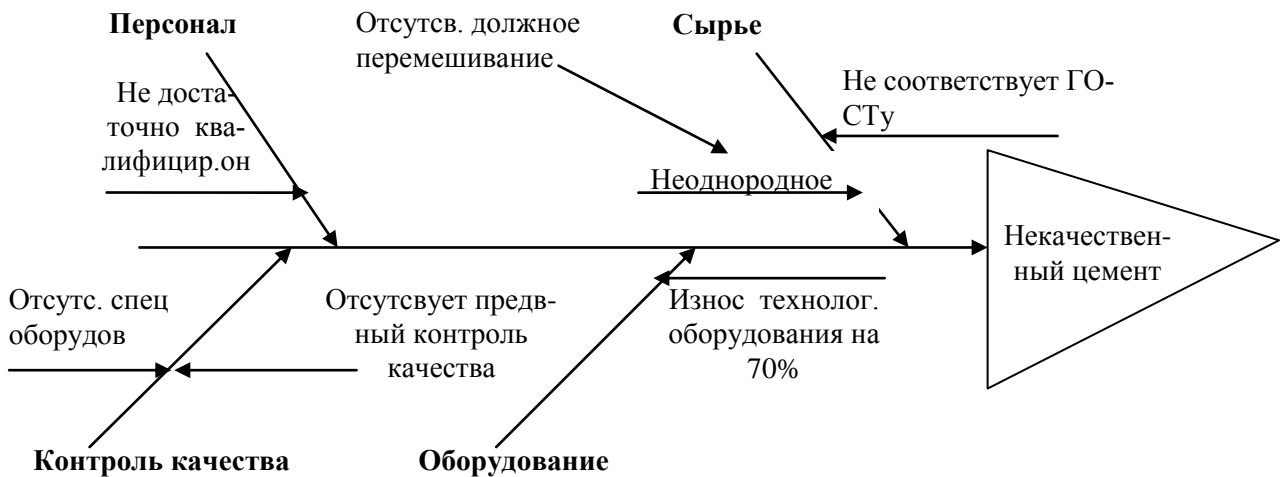 Персонал
Отсутсв. должное
перемешивание
Сырье
Не доста-
точно ква-
лифицир.он
Не соответствует ГО-
СТу
Неоднородное
Некачествен-
ный цемент
Отсутс. спец
оборудов
Отсутсвует предв-
ный контроль
качества
Износ технолог.
оборудования на
70%
Контроль качества
Оборудование